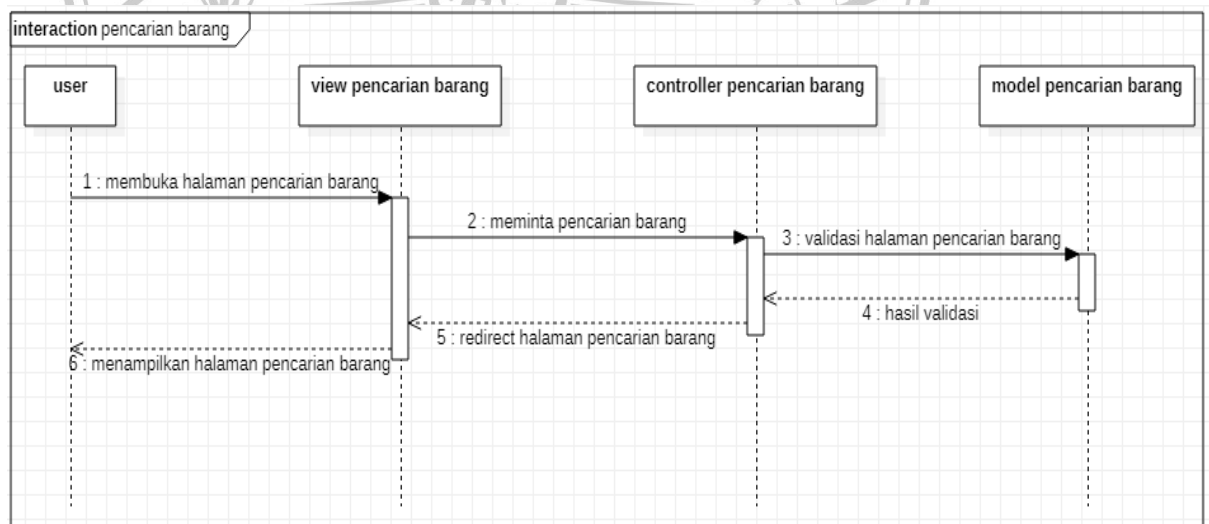 interaction pencarian barang
user
view pencarian barang
controller pencarian barang
model pencarian barang
1 : membuka halaman pencarian barang
2 : meminta pencarian barang
3 : validasi halaman pencarian barang
4 : hasil validasi
5 : redirect halaman pencarian barang
6 : menampilkan halaman pencarian barang